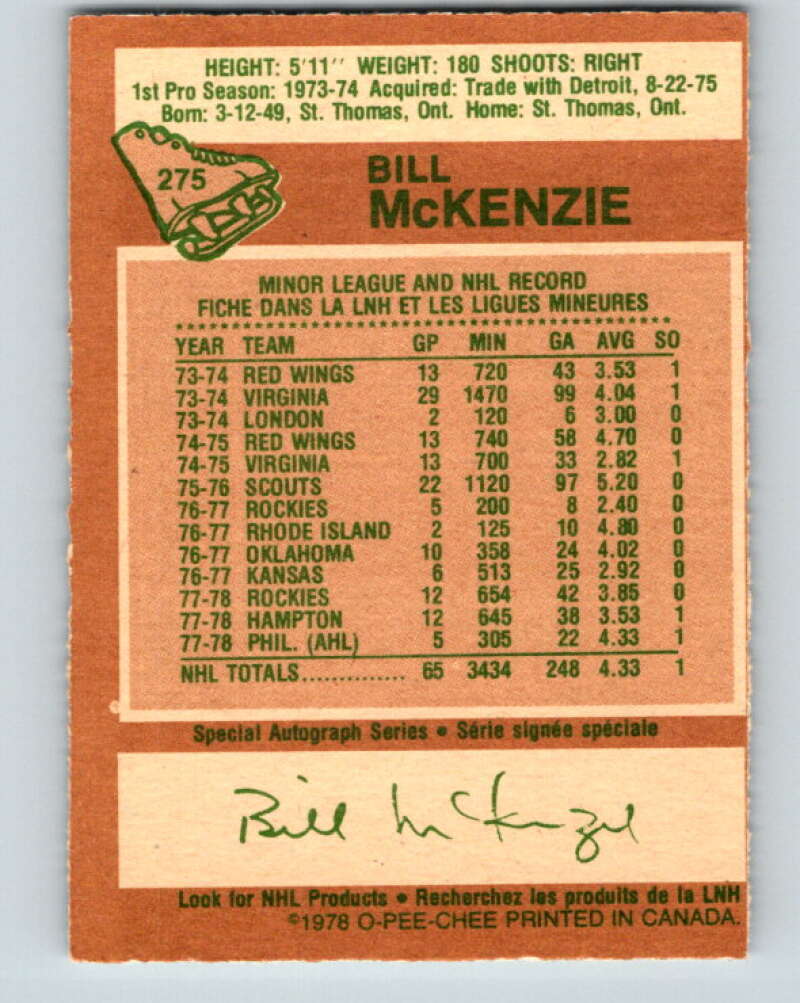 HEIGHT: 5'11'' WEIGHT: 180 SHOOTS: RIGHT
1st Pro Season: 1973-74 Acquired: Trade with Detroit, 8-22-75
Born: 3-12-49, St. Thomas, Ont. Home: St. Thomas, Ont.
275
BILL
McKENZIE
MINOR LEAGUE AND NHL RECORD
FICHE DANS LA LNH ET LES LIGUES MINEURES
YEAR TEAM GP MIN GA AVG SO
73-74 RED WINGS 13 720 43 3.53 1
73-74 VIRGINIA 29 1470 99 4.04 1
73-74 LONDON 2 120 6 3.00 0
74-75 RED WINGS 13 740 58 4.70 0
74-75 VIRGINIA 13 700 33 2.82 1
75-76 SCOUTS 22 1120 97 5.20 0
76-77 ROCKIES 5 200 8 2.40 0
76-77 RHODE ISLAND 2 125 10 4.80 0
76-77 OKLAHOMA 10 358 24 4.02 0
76-77 KANSAS 6 513 25 2.92 0
77-78 ROCKIES 12 654 42 3.85 0
77-78 HAMPTON 12 645 38 3.53 1
77-78 PHIL. (AHL) 5 305 22 4.33 1
NHL TOTALS.............. 65 3434 248 4.33 1
Special Autograph Series • Série signée spéciale
Bill McKenzie
Look for NHL Products • Recherchez les produits de la LNH
©1978 O-PEE-CHEE PRINTED IN CANADA.